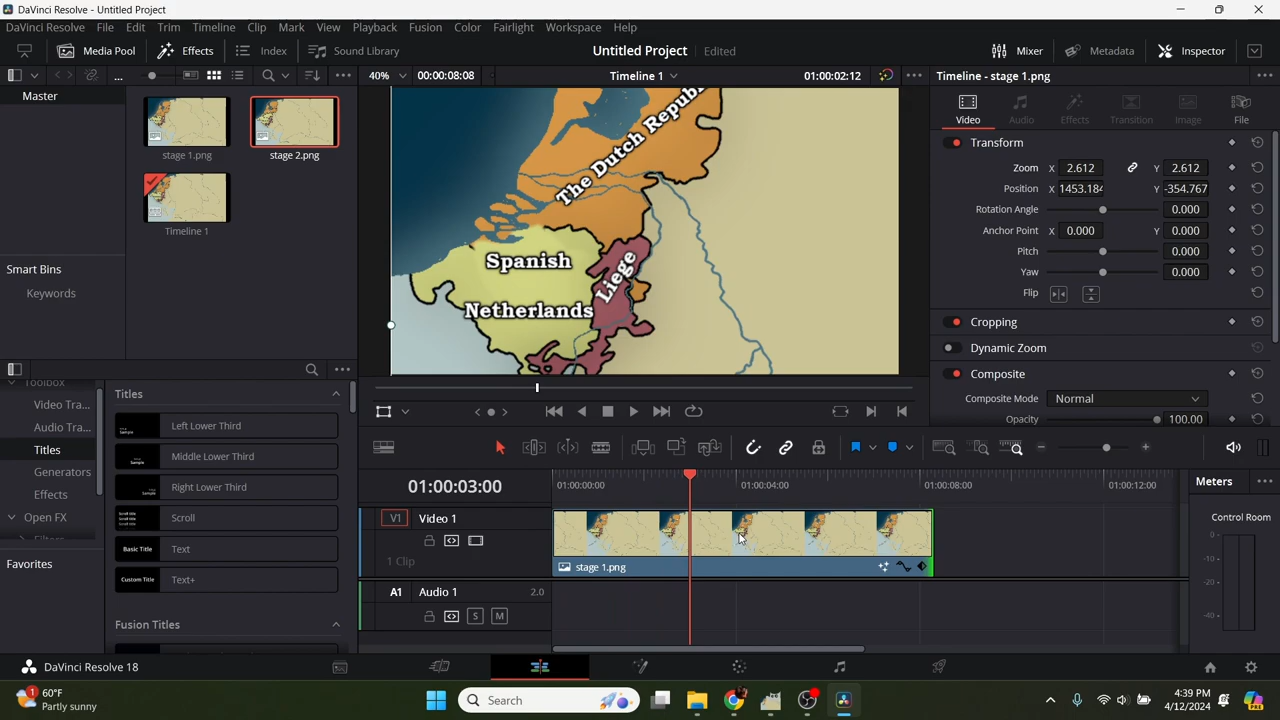 DaVinci Resolve - Untitled Project
DaVinci Resolve File Edit Trim Timeline Clip Mark View Playback Fusion Color Fairlight Workspace Help
Media Pool Effects Index Sound Library Untitled Project Edited Mixer Metadata Inspector
... 40% 00:00:08:08 Timeline 1 01:00:02:12 Timeline - stage 1.png
Master
stage 1.png stage 2.png
Timeline 1
Smart Bins
Keywords
The Dutch Republ
Spanish
Netherlands
Liege
Video Audio Effects Transition Image File
Transform
Zoom X 2.612 Y 2.612
Position X 1453.184 Y -354.767
Rotation Angle 0.000
Anchor Point X 0.000 Y 0.000
Pitch 0.000
Yaw 0.000
Flip
Cropping
Dynamic Zoom
Composite
Composite Mode Normal
Opacity 100.00
Toolbox
Video Tra...
Audio Tra...
Titles
Generators
Effects
Open FX
Filters
Favorites
Titles
Left Lower Third
Middle Lower Third
Right Lower Third
Scroll
Basic Title Text
Custom Title Text+
Fusion Titles
01:00:03:00 01:00:00:00 01:00:04:00 01:00:08:00 01:00:12:00
V1 Video 1
1 Clip
stage 1.png
A1 Audio 1 2.0
S M
Meters
Control Room
0
-10
-20
-40
DaVinci Resolve 18
1 60°F
Partly sunny
Search
4:39 PM
4/12/2024